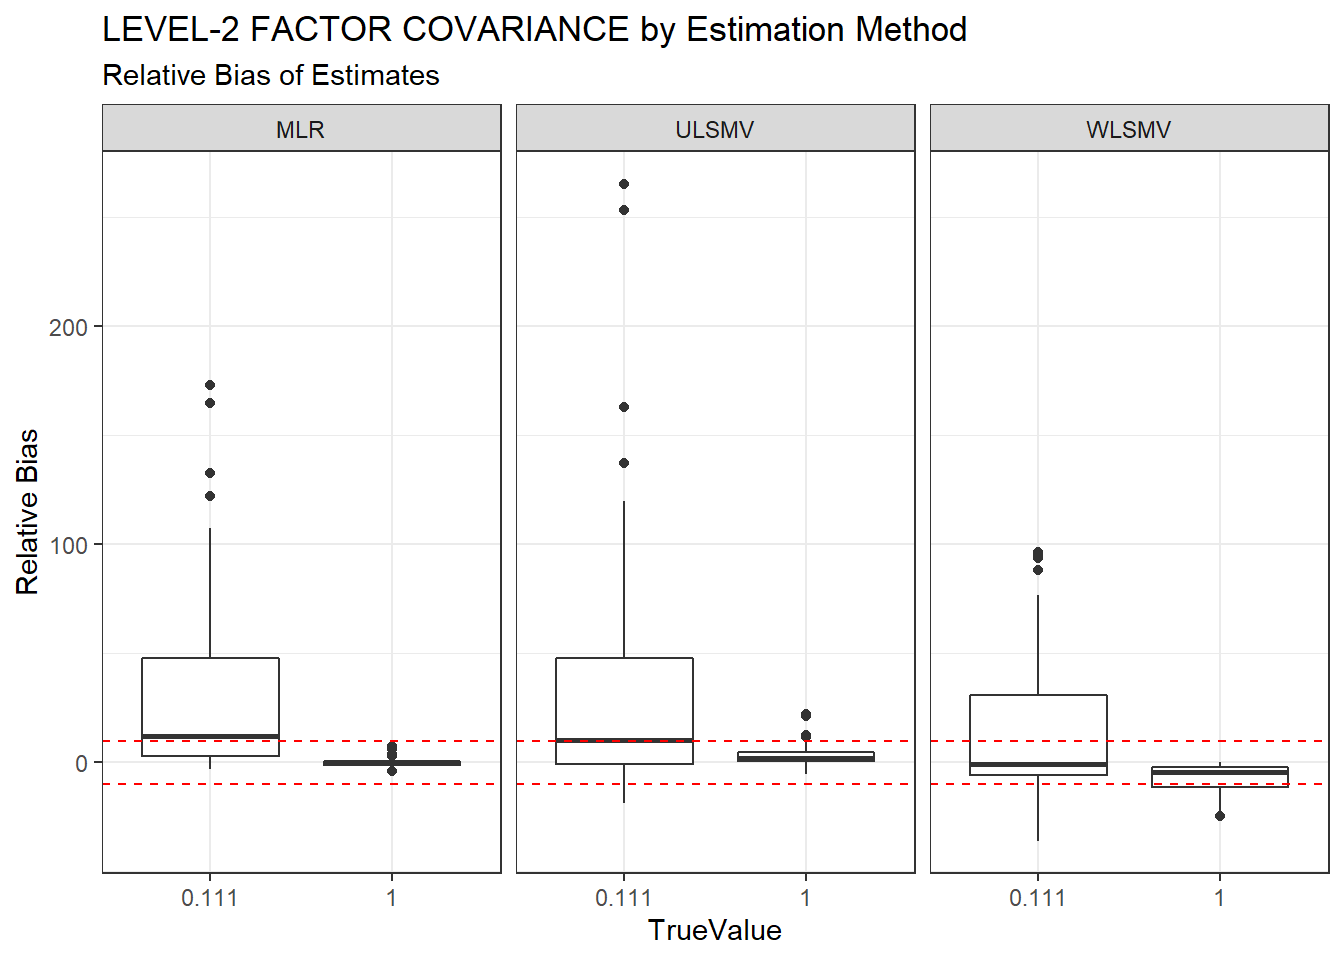 LEVEL-2 FACTOR COVARIANCE by Estimation Method
Relative Bias of Estimates
MLR
ULSMV
WLSMV
Relative Bias
200
100
0
0.111
1
0.111
1
0.111
1
TrueValue